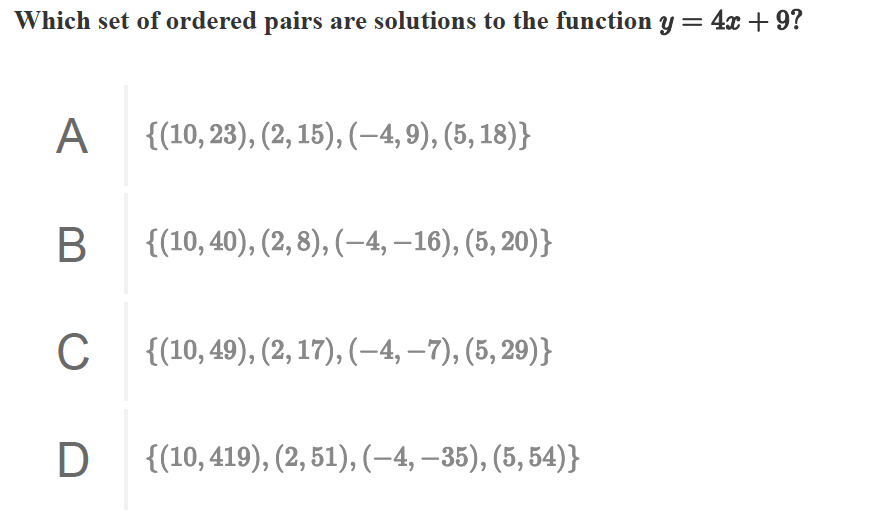 Which set of ordered pairs are solutions to the function y = 4x + 9?
A {(10, 23), (2, 15), (−4, 9), (5, 18)}
B {(10, 40), (2, 8), (−4, −16), (5, 20)}
C {(10, 49), (2, 17), (−4, −7), (5, 29)}
D {(10, 419), (2, 51), (−4, −35), (5, 54)}